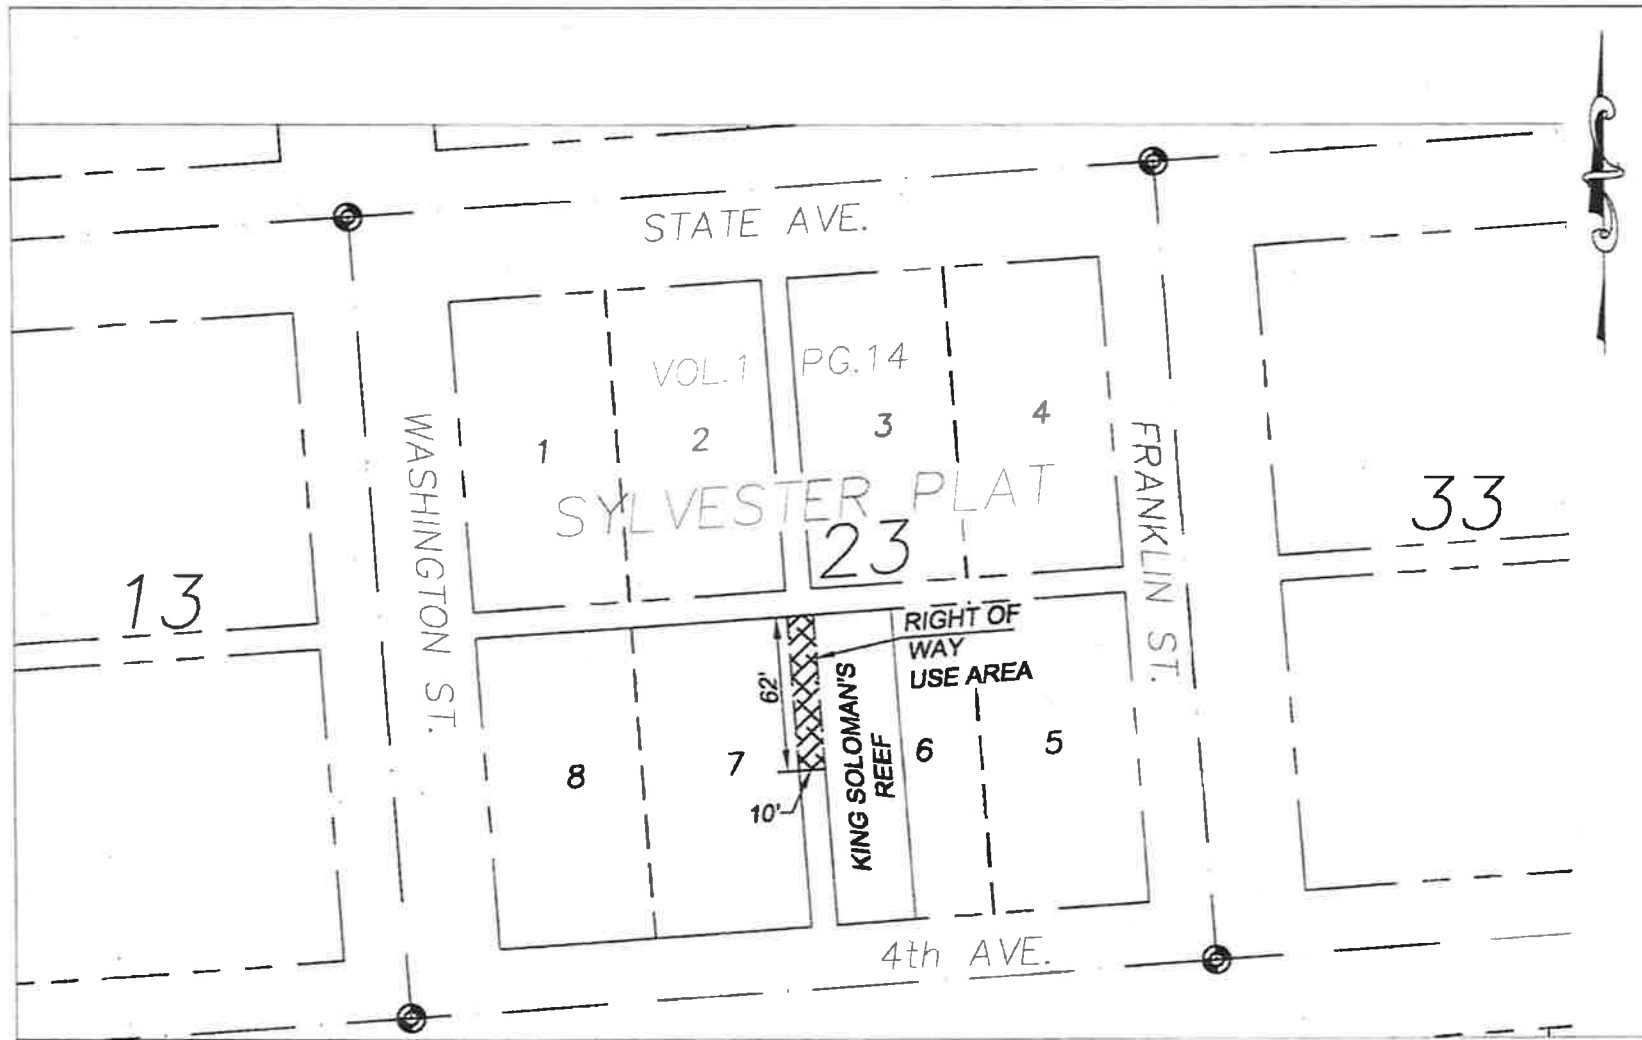 STATE AVE.
VOL.1 PG.14
1
2
3
4
WASHINGTON ST.
FRANKLIN ST.
SYLVESTER PLAT
23
33
13
RIGHT OF
WAY
USE AREA
62'
KING SOLOMAN'S
REEF
8
7
6
5
10'
4th AVE.